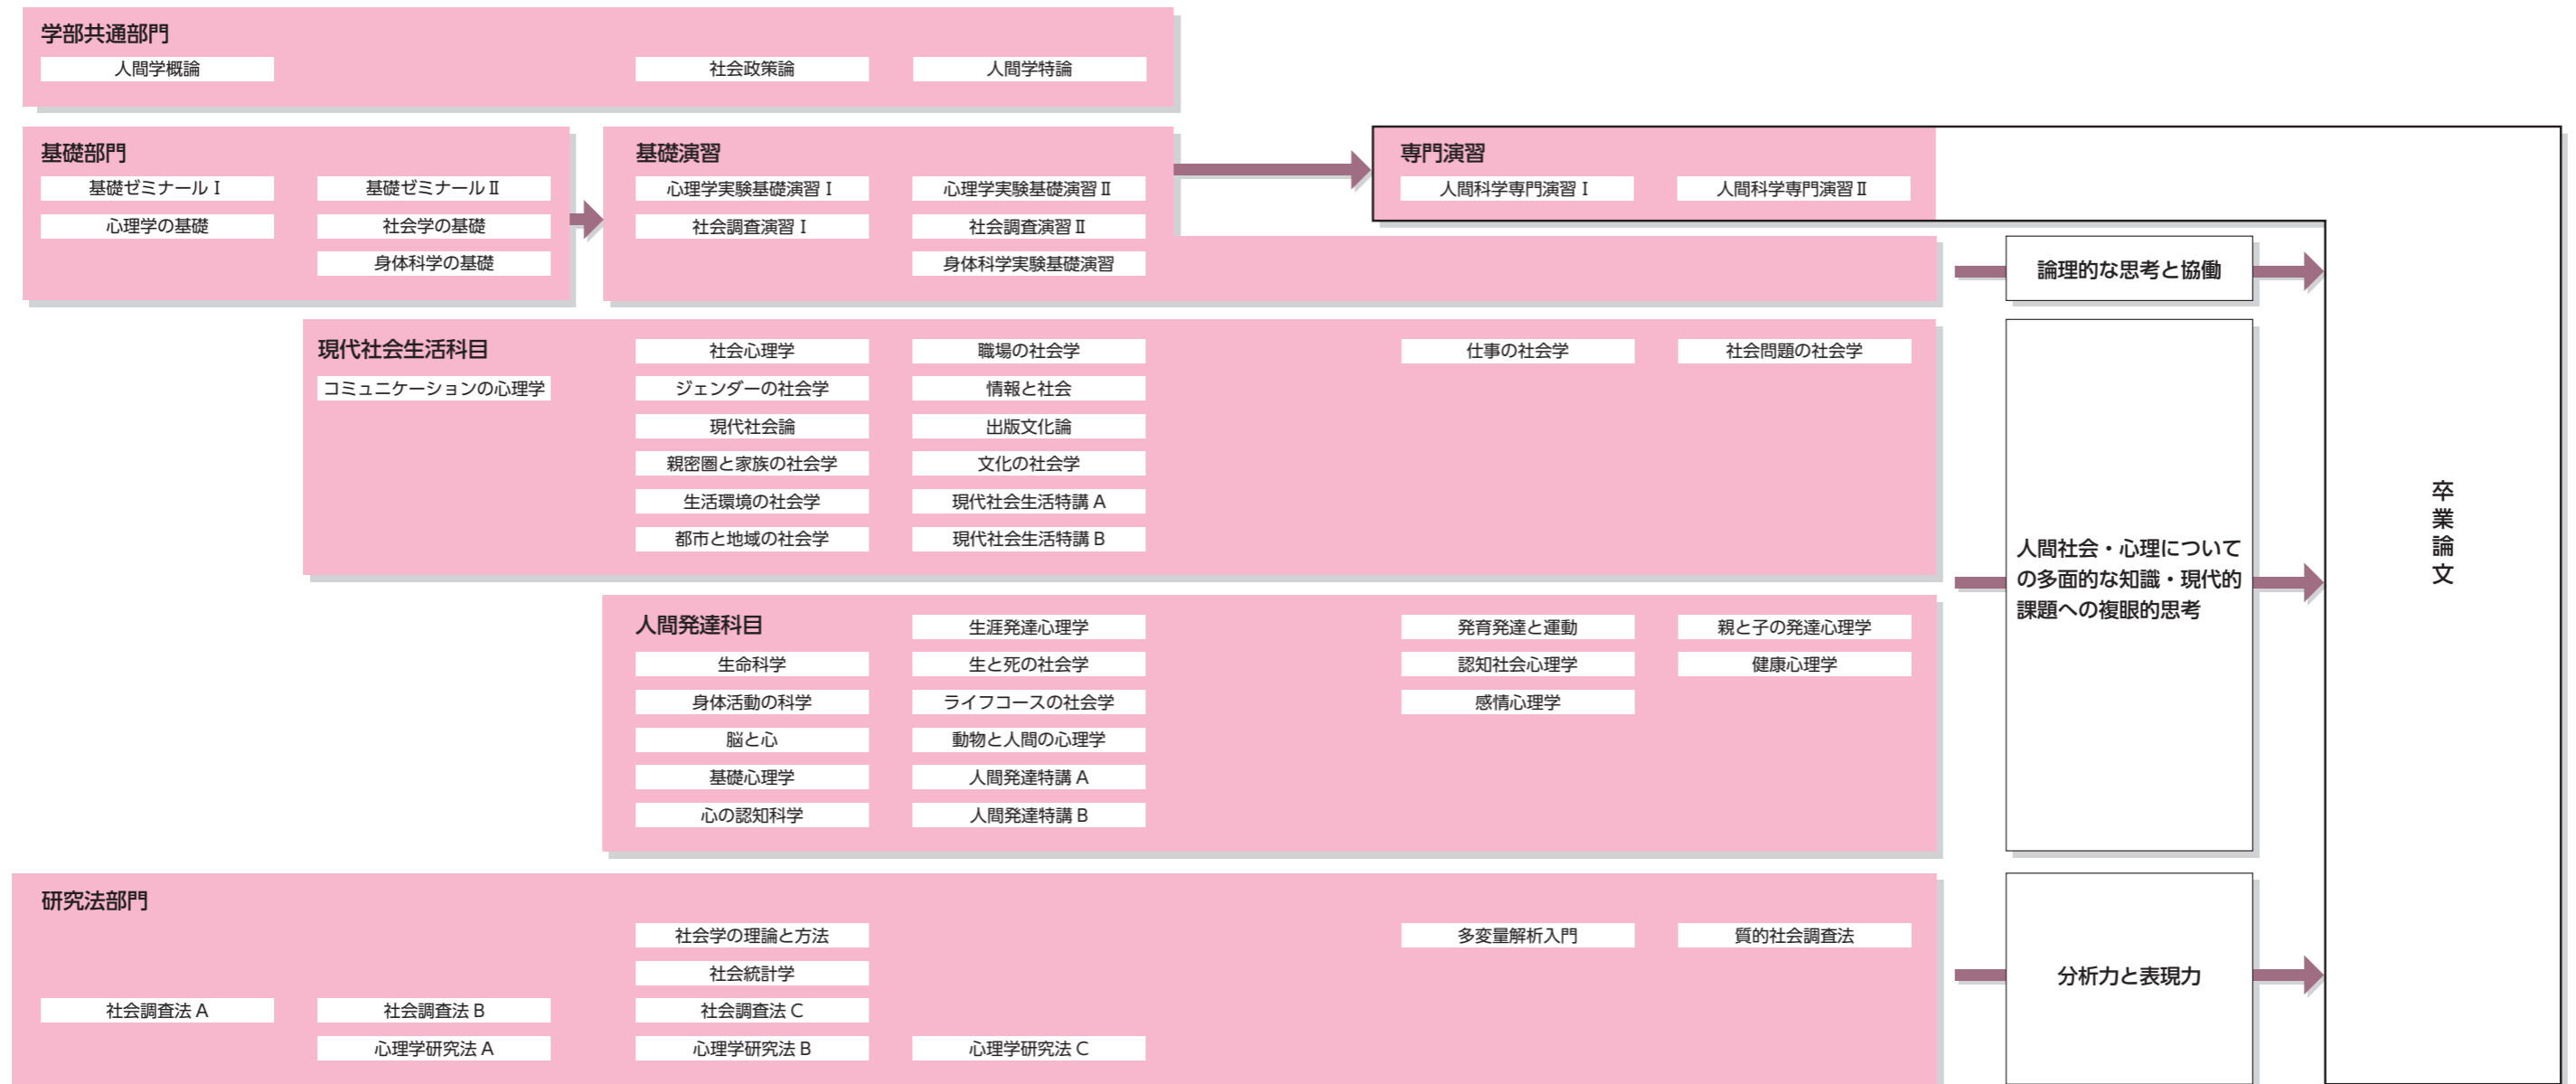 学部共通部門
人間学概論
社会政策論
人間学特論
基礎部門
基礎ゼミナール I
基礎ゼミナール II
心理学の基礎
社会学の基礎
身体科学の基礎
基礎演習
心理学実験基礎演習 I
心理学実験基礎演習 II
社会調査演習 I
社会調査演習 II
身体科学実験基礎演習
専門演習
人間科学専門演習 I
人間科学専門演習 II
論理的な思考と協働
現代社会生活科目
コミュニケーションの心理学
社会心理学
職場の社会学
仕事の社会学
社会問題の社会学
ジェンダーの社会学
情報と社会
現代社会論
出版文化論
親密圏と家族の社会学
文化の社会学
生活環境の社会学
現代社会生活特講 A
都市と地域の社会学
現代社会生活特講 B
人間発達科目
生涯発達心理学
発育発達と運動
親と子の発達心理学
生命科学
生と死の社会学
認知社会心理学
健康心理学
身体活動の科学
ライフコースの社会学
感情心理学
脳と心
動物と人間の心理学
基礎心理学
人間発達特講 A
心の認知科学
人間発達特講 B
人間社会・心理について
の多面的な知識・現代的
課題への複眼的思考
研究法部門
社会学の理論と方法
多変量解析入門
質的社会調査法
社会統計学
社会調査法 A
社会調査法 B
社会調査法 C
心理学研究法 A
心理学研究法 B
心理学研究法 C
分析力と表現力
卒業論文